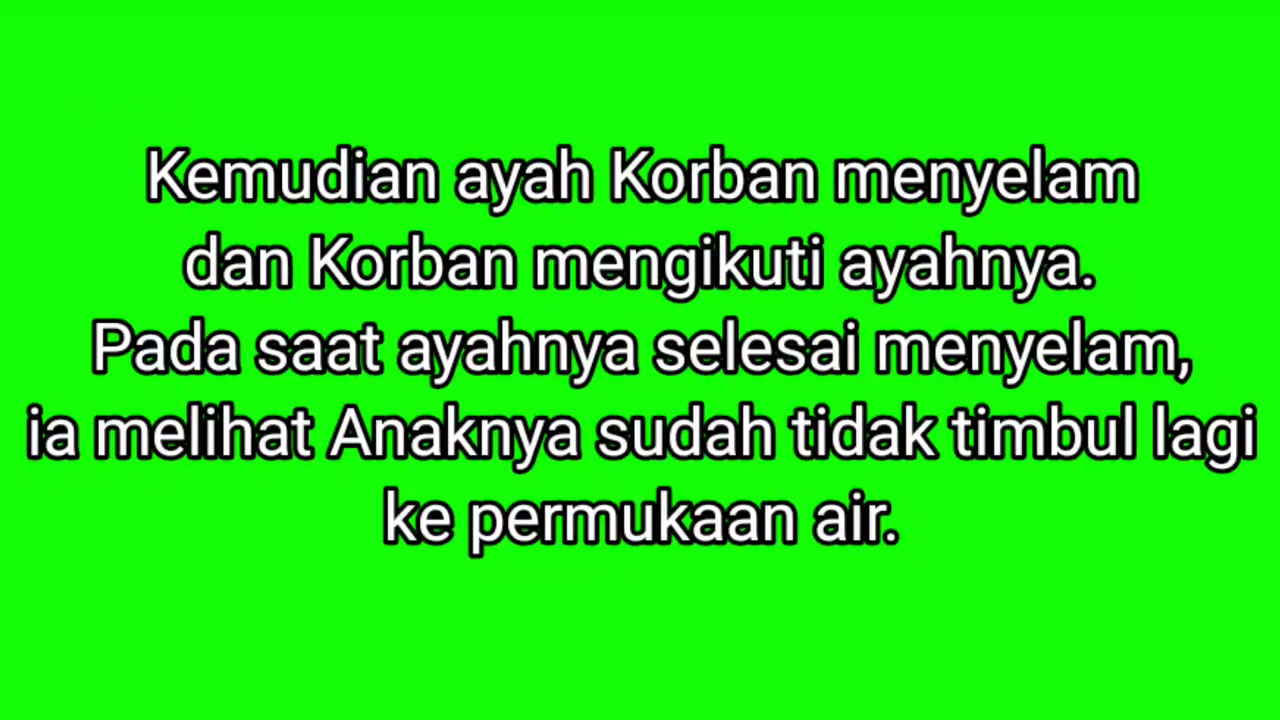 Kemudian ayah Korban menyelam
dan Korban mengikuti ayahnya.
Pada saat ayahnya selesai menyelam,
ia melihat Anaknya sudah tidak timbul lagi
ke permukaan air.